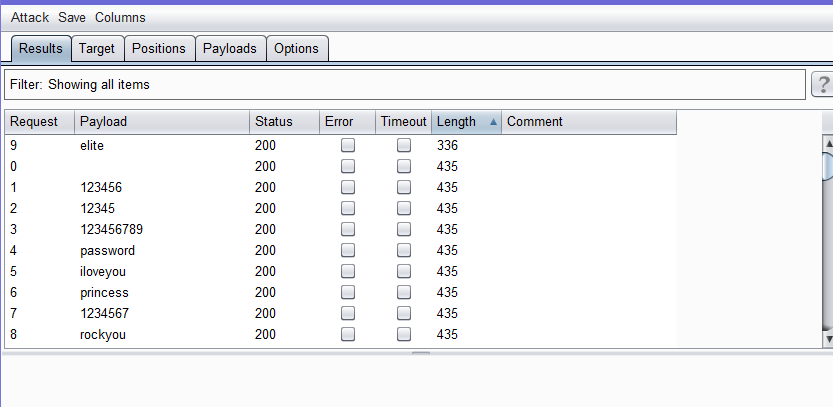 Attack Save Columns
Results Target Positions Payloads Options
Filter: Showing all items ?
Request Payload Status Error Timeout Length Comment
9 elite 200 336
0 200 435
1 123456 200 435
2 12345 200 435
3 123456789 200 435
4 password 200 435
5 iloveyou 200 435
6 princess 200 435
7 1234567 200 435
8 rockyou 200 435